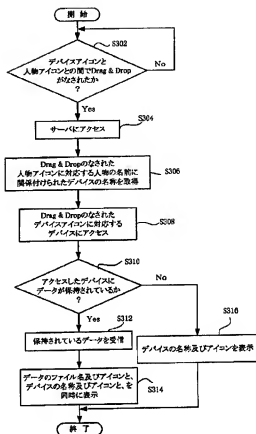 開始
S302
デバイスアイコンと
人物アイコンとの間でDrag & Drop
がなされたか
?
No
Yes
S304
サーバにアクセス
S306
Drag & Dropのなされた
人物アイコンに対応する人物の名前に
関係付けられたデバイスの名称を取得
S308
Drag & Dropのなされた
デバイスアイコンに対応する
デバイスにアクセス
S310
アクセスしたデバイスに
データが保持されているか
?
No
Yes
S312
保持されているデータを受信
S316
デバイスの名称及びアイコンを表示
データのファイル名及びアイコンと、
デバイスの名称及びアイコンと、を
同時に表示
S314
終了